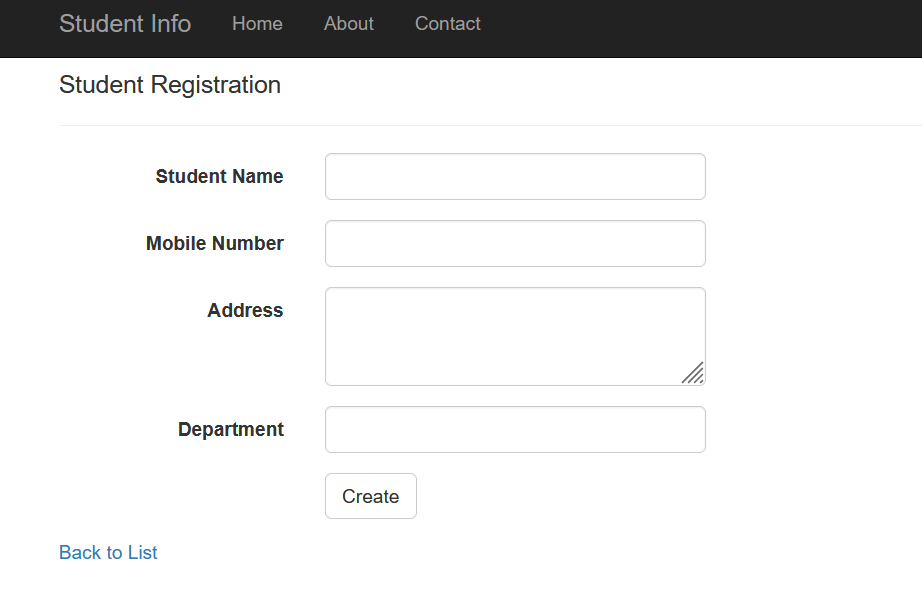 Student Info Home About Contact
Student Registration
Student Name
Mobile Number
Address
Department
Create
Back to List